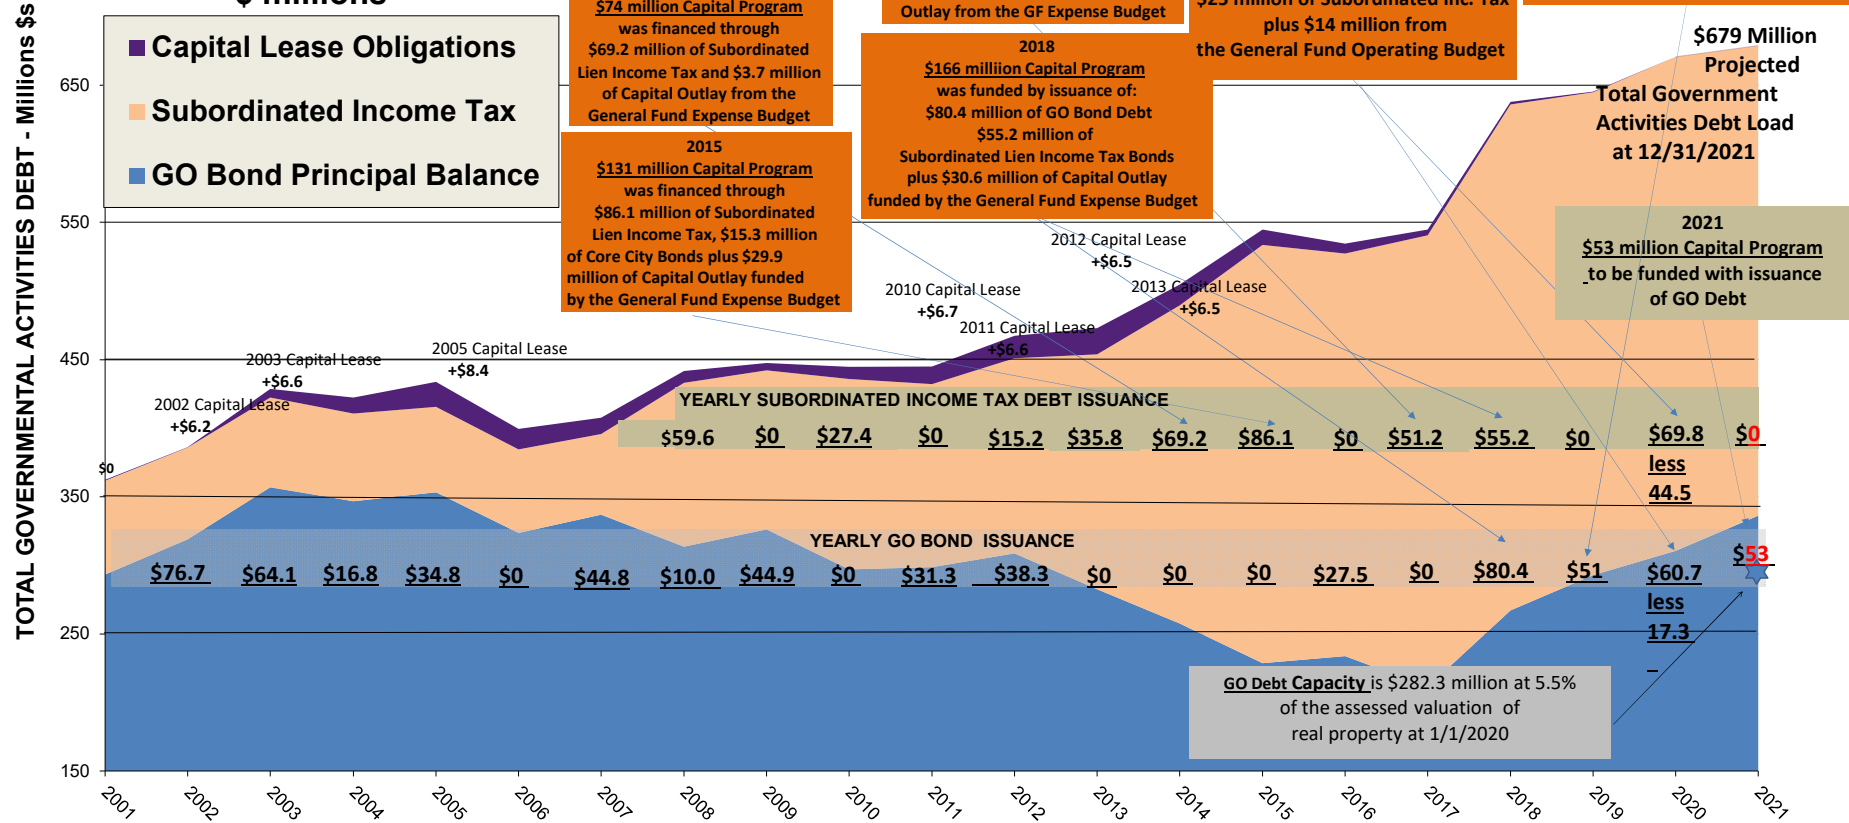 $ millions
TOTAL GOVERNMENTAL ACTIVITIES DEBT - Millions $s
Capital Lease Obligations
Subordinated Income Tax
GO Bond Principal Balance
$74 million Capital Program
was financed through
$69.2 million of Subordinated
Lien Income Tax and $3.7 million
of Capital Outlay from the
General Fund Expense Budget
2015
$131 million Capital Program
was financed through
$86.1 million of Subordinated
Lien Income Tax, $15.3 million
of Core City Bonds plus $29.9
million of Capital Outlay funded
by the General Fund Expense Budget
Outlay from the GF Expense Budget
2018
$166 milliion Capital Program
was funded by issuance of:
$80.4 million of GO Bond Debt
$55.2 million of
Subordinated Lien Income Tax Bonds
plus $30.6 million of Capital Outlay
funded by the General Fund Expense Budget
$25 million of Subordinated Inc. Tax
plus $14 million from
the General Fund Operating Budget
$679 Million
Projected
Total Government
Activities Debt Load
at 12/31/2021
2021
$53 million Capital Program
to be funded with issuance
of GO Debt
650
550
450
350
250
150
$0
2002 Capital Lease
+$6.2
2003 Capital Lease
+$6.6
2005 Capital Lease
+$8.4
2010 Capital Lease
+$6.7
2011 Capital Lease
+$6.6
2012 Capital Lease
+$6.5
2013 Capital Lease
+$6.5
YEARLY SUBORDINATED INCOME TAX DEBT ISSUANCE
$59.6 $0 $27.4 $0 $15.2 $35.8 $69.2 $86.1 $0 $51.2 $55.2 $0 $69.8 $0
less
44.5
YEARLY GO BOND ISSUANCE
$76.7 $64.1 $16.8 $34.8 $0 $44.8 $10.0 $44.9 $0 $31.3 $38.3 $0 $0 $0 $27.5 $0 $80.4 $51 $60.7 $53
less
17.3
GO Debt Capacity is $282.3 million at 5.5%
of the assessed valuation of
real property at 1/1/2020
2001 2002 2003 2004 2005 2006 2007 2008 2009 2010 2011 2012 2013 2014 2015 2016 2017 2018 2019 2020 2021